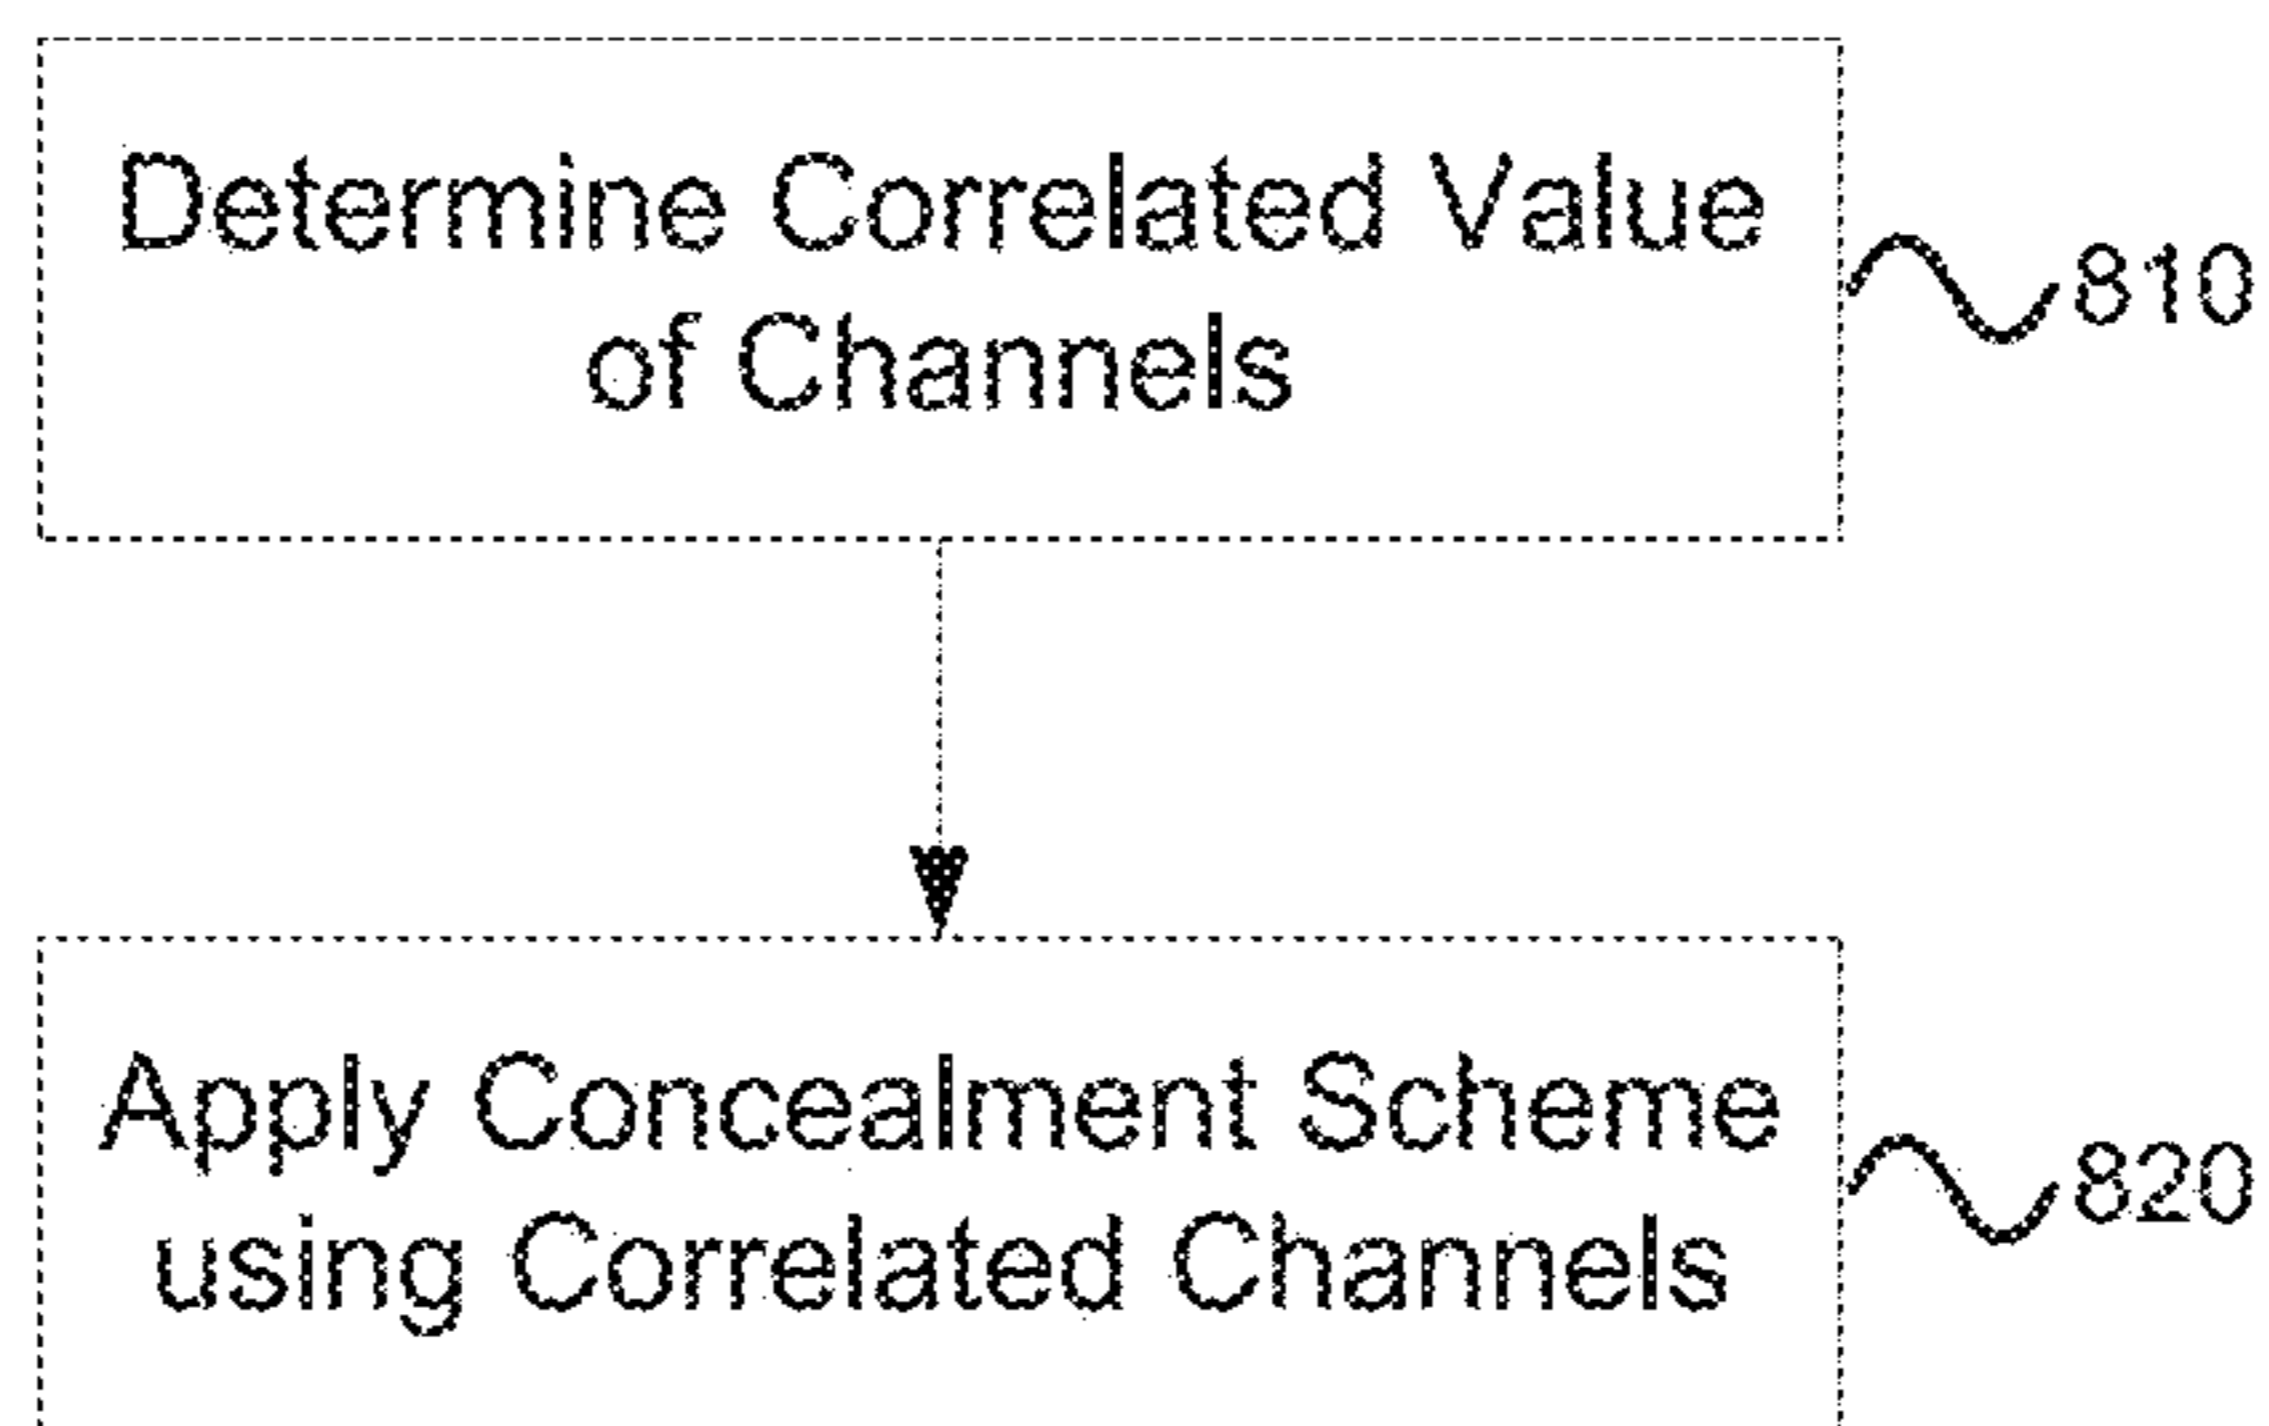 Determine Correlated Value
of Channels
810
Apply Concealment Scheme
using Correlated Channels
820